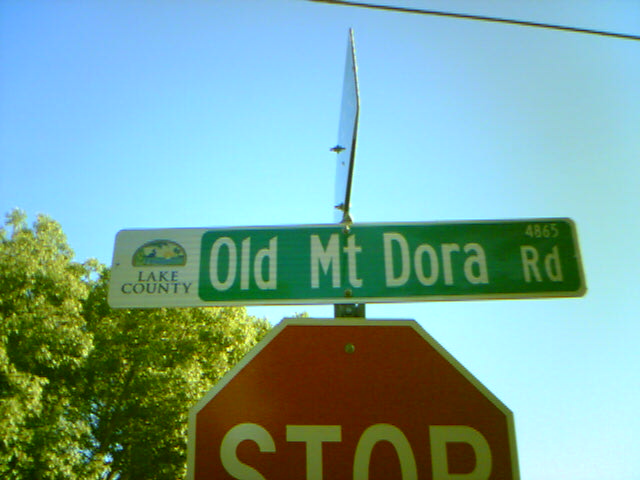 LAKE
COUNTY
Old Mt Dora Rd
4865
STOP